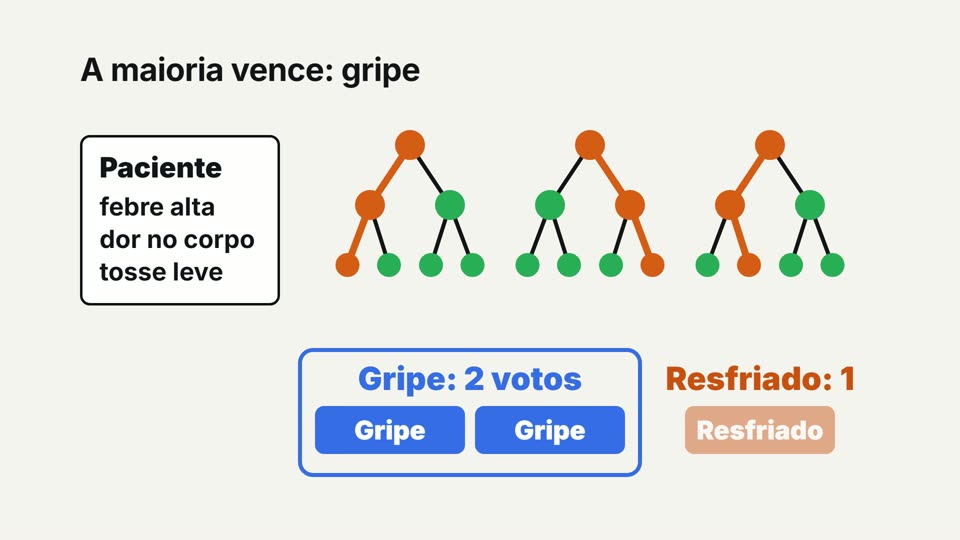 A maioria vence: gripe
Paciente
febre alta
dor no corpo
tosse leve
Gripe: 2 votos
Gripe
Gripe
Resfriado: 1
Resfriado